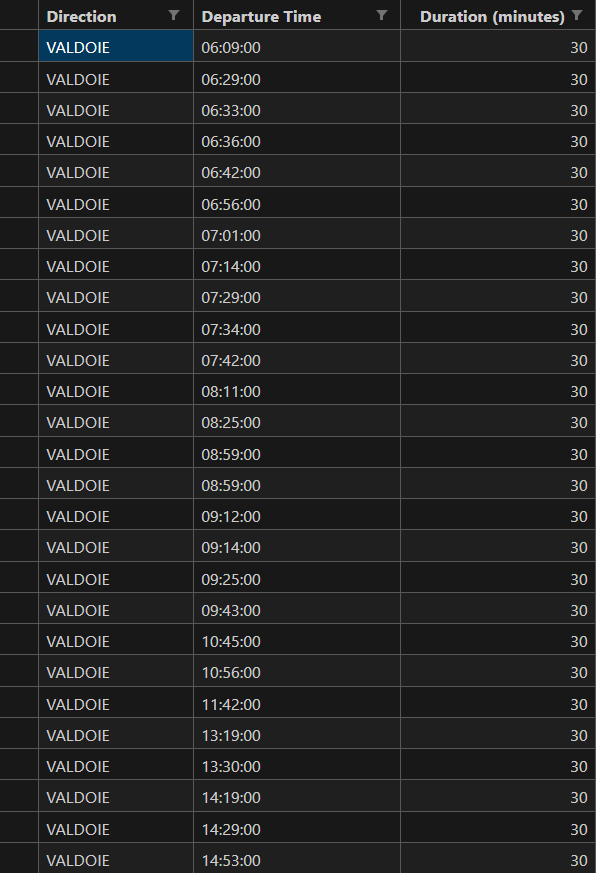 Direction Departure Time Duration (minutes)
VALDOIE 06:09:00 30
VALDOIE 06:29:00 30
VALDOIE 06:33:00 30
VALDOIE 06:36:00 30
VALDOIE 06:42:00 30
VALDOIE 06:56:00 30
VALDOIE 07:01:00 30
VALDOIE 07:14:00 30
VALDOIE 07:29:00 30
VALDOIE 07:34:00 30
VALDOIE 07:42:00 30
VALDOIE 08:11:00 30
VALDOIE 08:25:00 30
VALDOIE 08:59:00 30
VALDOIE 08:59:00 30
VALDOIE 09:12:00 30
VALDOIE 09:14:00 30
VALDOIE 09:25:00 30
VALDOIE 09:43:00 30
VALDOIE 10:45:00 30
VALDOIE 10:56:00 30
VALDOIE 11:42:00 30
VALDOIE 13:19:00 30
VALDOIE 13:30:00 30
VALDOIE 14:19:00 30
VALDOIE 14:29:00 30
VALDOIE 14:53:00 30